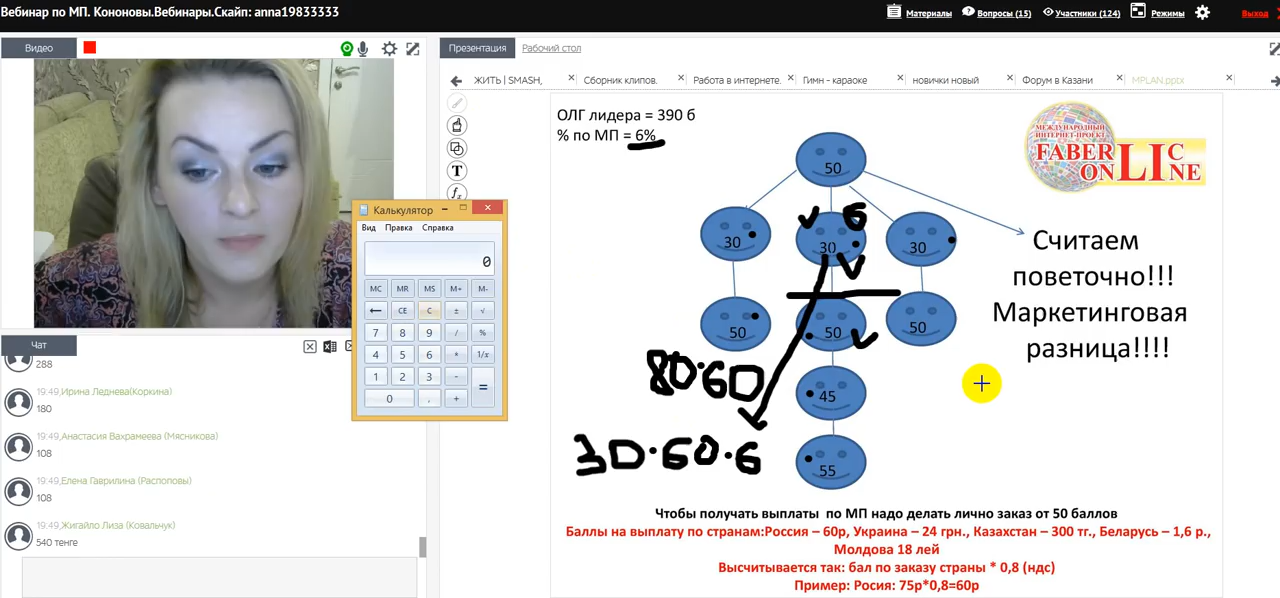 Вебинар по МП. Кононовы.Вебинары.Скайп: anna19833333
Материалы
Вопросы (15)
Участники (124)
Режимы
Выход
Видео
Презентация
Рабочий стол
ЖИТЬ | SMASH,
Сборник клипов.
Работа в интернете.
Гимн - караоке
новички новый
Форум в Казани
MPLAN.pptx
ОЛГ лидера = 390 б
% по МП = 6%
МЕЖДУНАРОДНЫЙ
ИНТЕРНЕТ-ПРОЕКТ
FABERLIC
ONLINE
50
30
30
30
50
50
50
45
55
6
80·60
30·60·6
Считаем
поветочно!!!
Маркетинговая
разница!!!!
Чтобы получать выплаты по МП надо делать лично заказ от 50 баллов
Баллы на выплату по странам:Россия – 60р, Украина – 24 грн., Казахстан – 300 тг., Беларусь – 1,6 р.,
Молдова 18 лей
Высчитывается так: бал по заказу страны * 0,8 (ндс)
Пример: Росия: 75р*0,8=60р
Калькулятор
Вид Правка Справка
0
MC MR MS M+ M-
← CE C ± √
7 8 9 / %
4 5 6 * 1/x
1 2 3 - =
0 , +
Чат
288
19:49,Ирина Леднева(Коркина)
180
19:49,Анастасия Вахрамеева (Мясникова)
108
19:49,Елена Гаврилина (Располовы)
108
19:49,Жигайло Лиза (Ковальчук)
540 тенге